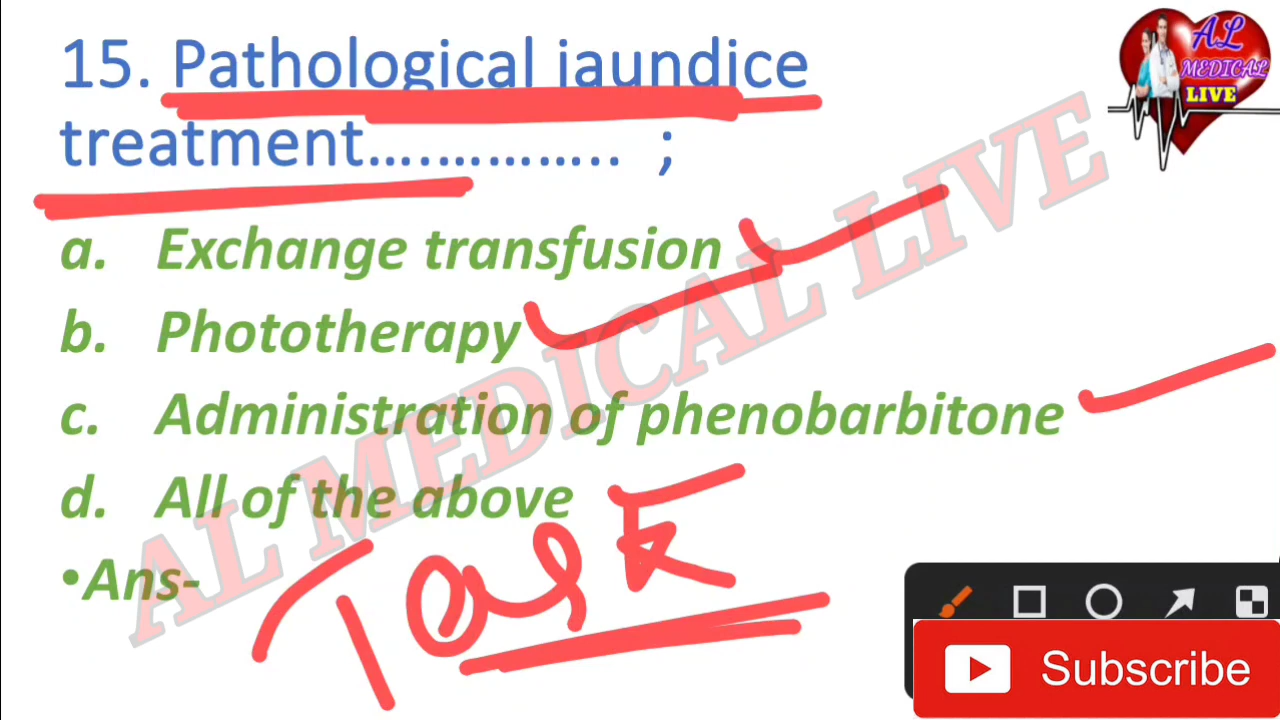 15. Pathological jaundice
treatment….……….. ;
a. Exchange transfusion
b. Phototherapy
c. Administration of phenobarbitone
d. All of the above
•Ans-
Task
AL MEDICAL LIVE
AL
MEDICAL
LIVE
Subscribe